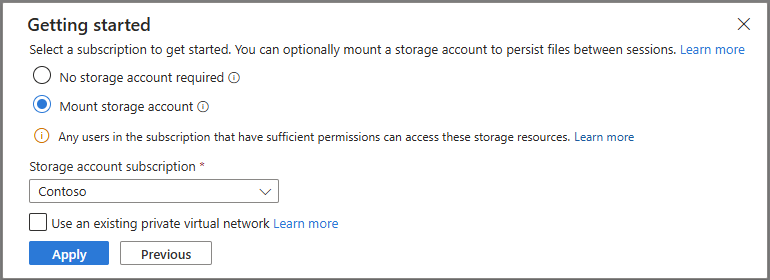 Getting started
Select a subscription to get started. You can optionally mount a storage account to persist files between sessions. Learn more
No storage account required
Mount storage account
Any users in the subscription that have sufficient permissions can access these storage resources. Learn more
Storage account subscription *
Contoso
Use an existing private virtual network Learn more
Apply Previous